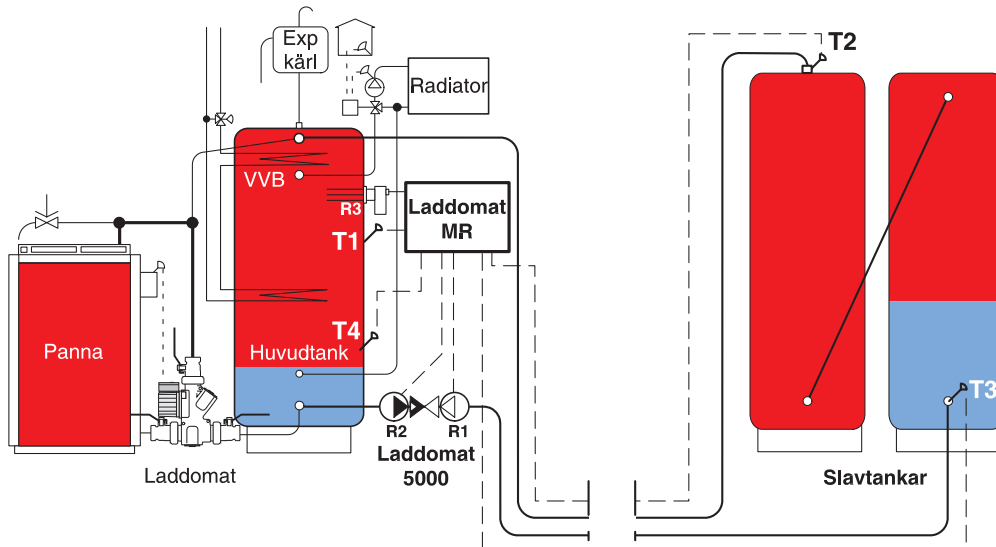 Exp
kärl
T2
Radiator
VVB
R3
Laddomat
MR
T1
T4
Panna
Huvudtank
T3
R2
R1
Laddomat
5000
Laddomat
Slavtankar